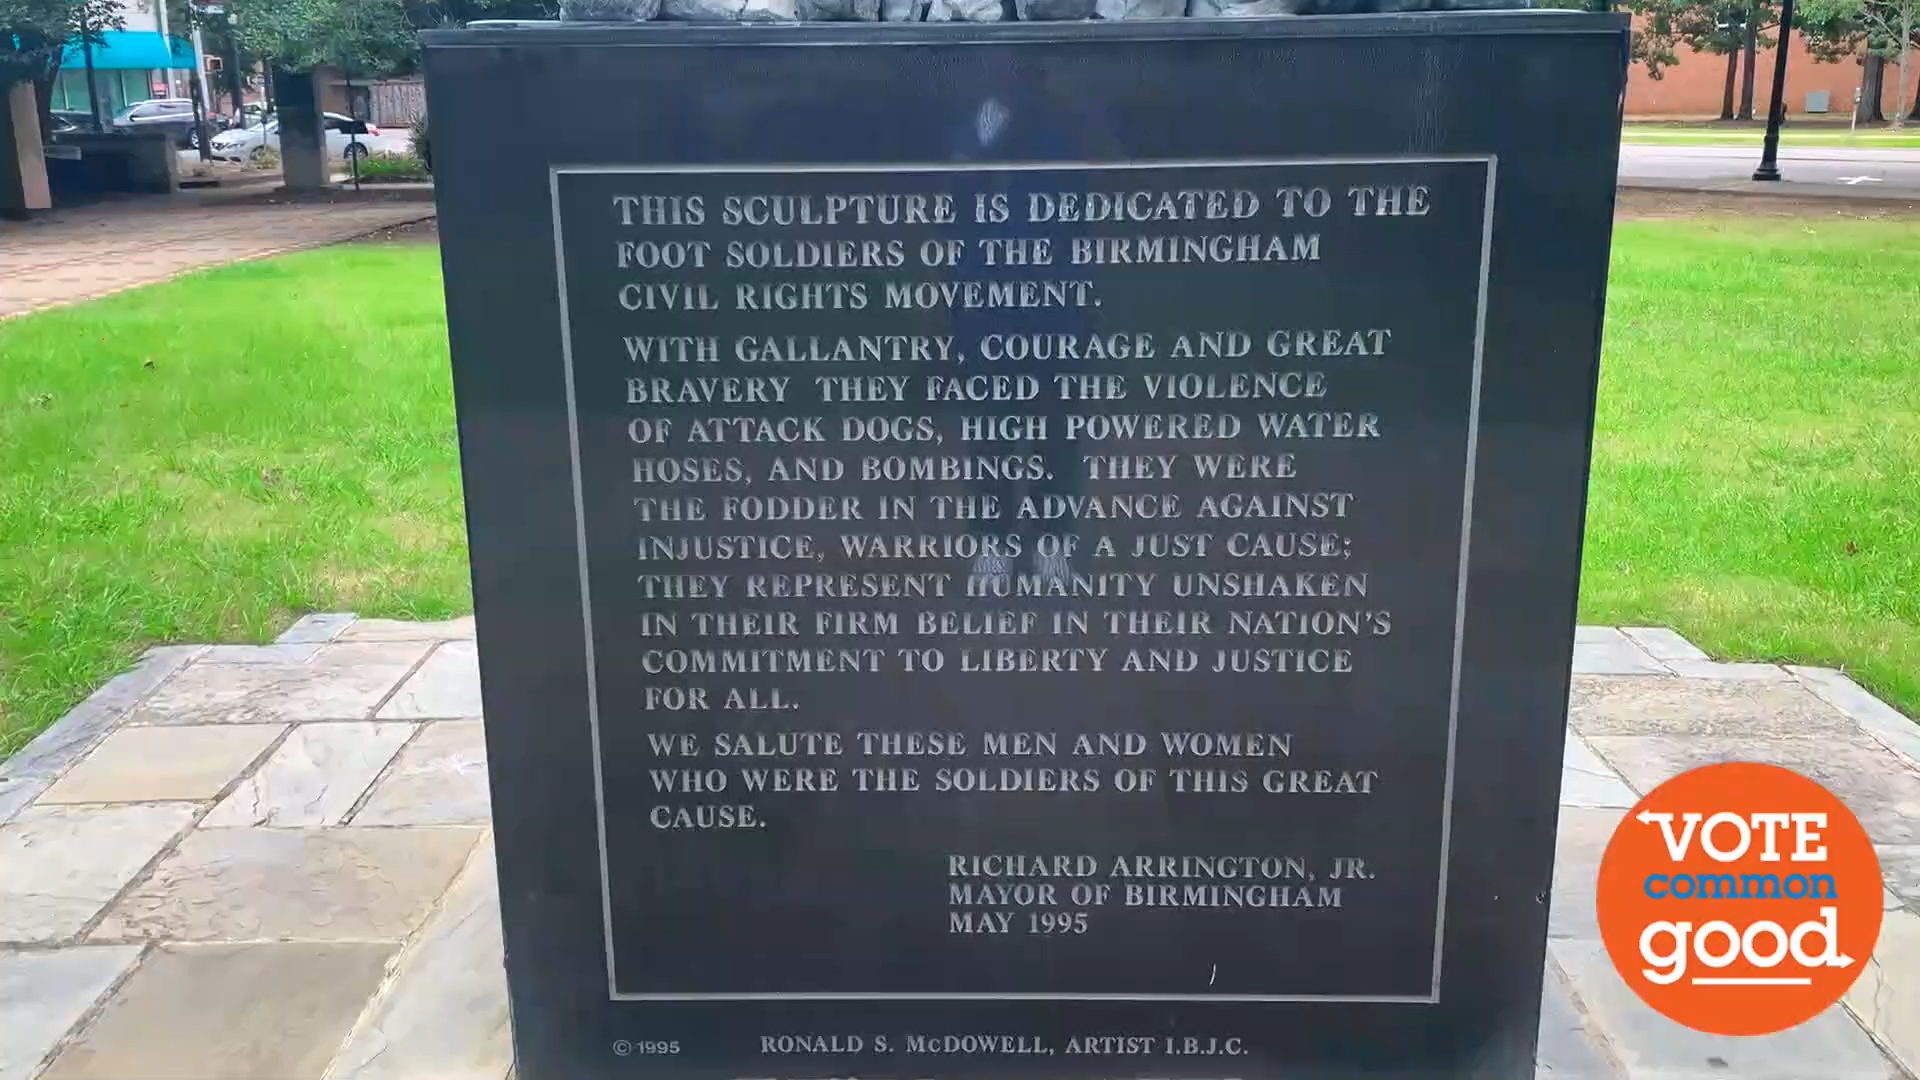 THIS SCULPTURE IS DEDICATED TO THE
FOOT SOLDIERS OF THE BIRMINGHAM
CIVIL RIGHTS MOVEMENT.
WITH GALLANTRY, COURAGE AND GREAT
BRAVERY THEY FACED THE VIOLENCE
OF ATTACK DOGS, HIGH POWERED WATER
HOSES, AND BOMBINGS. THEY WERE
THE FODDER IN THE ADVANCE AGAINST
INJUSTICE, WARRIORS OF A JUST CAUSE;
THEY REPRESENT HUMANITY UNSHAKEN
IN THEIR FIRM BELIEF IN THEIR NATION'S
COMMITMENT TO LIBERTY AND JUSTICE
FOR ALL.
WE SALUTE THESE MEN AND WOMEN
WHO WERE THE SOLDIERS OF THIS GREAT
CAUSE.
RICHARD ARRINGTON, JR.
MAYOR OF BIRMINGHAM
MAY 1995
© 1995 RONALD S. McDOWELL, ARTIST I.B.J.C.
VOTE
common
good